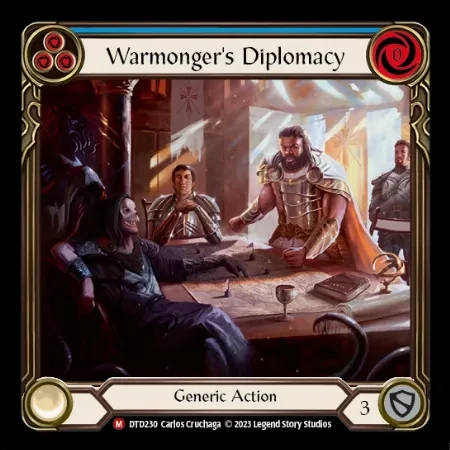 Warmonger's Diplomacy
0
Generic Action
3
M DTD230 Carlos Cruchaga © 2023 Legend Story Studios